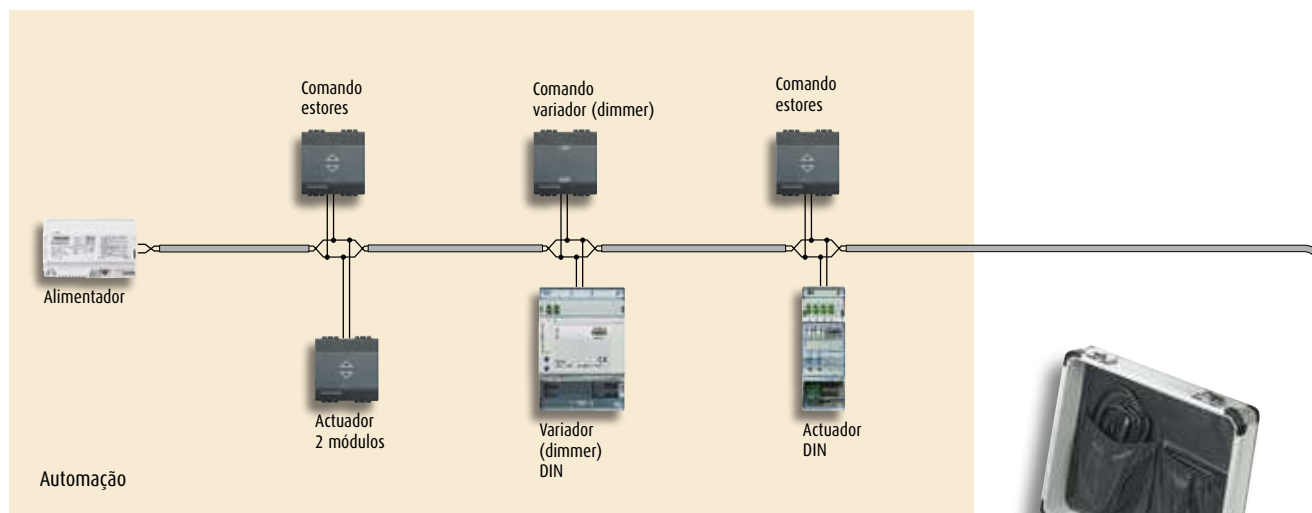 Comando
estores
Comando
variador (dimmer)
Comando
estores
Alimentador
Actuador
2 módulos
Variador
(dimmer)
DIN
Actuador
DIN
Automação